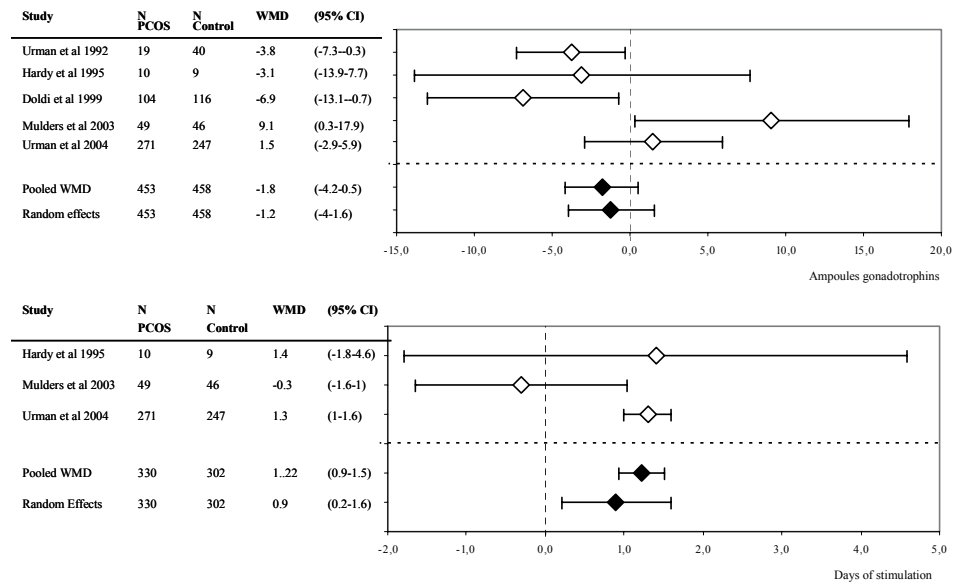 Study N N WMD (95% CI)
PCOS Control
Urman et al 1992 19 40 -3.8 (-7.3--0.3)
Hardy et al 1995 10 9 -3.1 (-13.9-7.7)
Doldi et al 1999 104 116 -6.9 (-13.1--0.7)
Mulders et al 2003 49 46 9.1 (0.3-17.9)
Urman et al 2004 271 247 1.5 (-2.9-5.9)
Pooled WMD 453 458 -1.8 (-4.2-0.5)
Random effects 453 458 -1.2 (-4-1.6)
-15,0 -10,0 -5,0 0,0 5,0 10,0 15,0 20,0
Ampoules gonadotrophins
Study N N WMD (95% CI)
PCOS Control
Hardy et al 1995 10 9 1.4 (-1.8-4.6)
Mulders et al 2003 49 46 -0.3 (-1.6-1)
Urman et al 2004 271 247 1.3 (1-1.6)
Pooled WMD 330 302 1..22 (0.9-1.5)
Random Effects 330 302 0.9 (0.2-1.6)
-2,0 -1,0 0,0 1,0 2,0 3,0 4,0 5,0
Days of stimulation